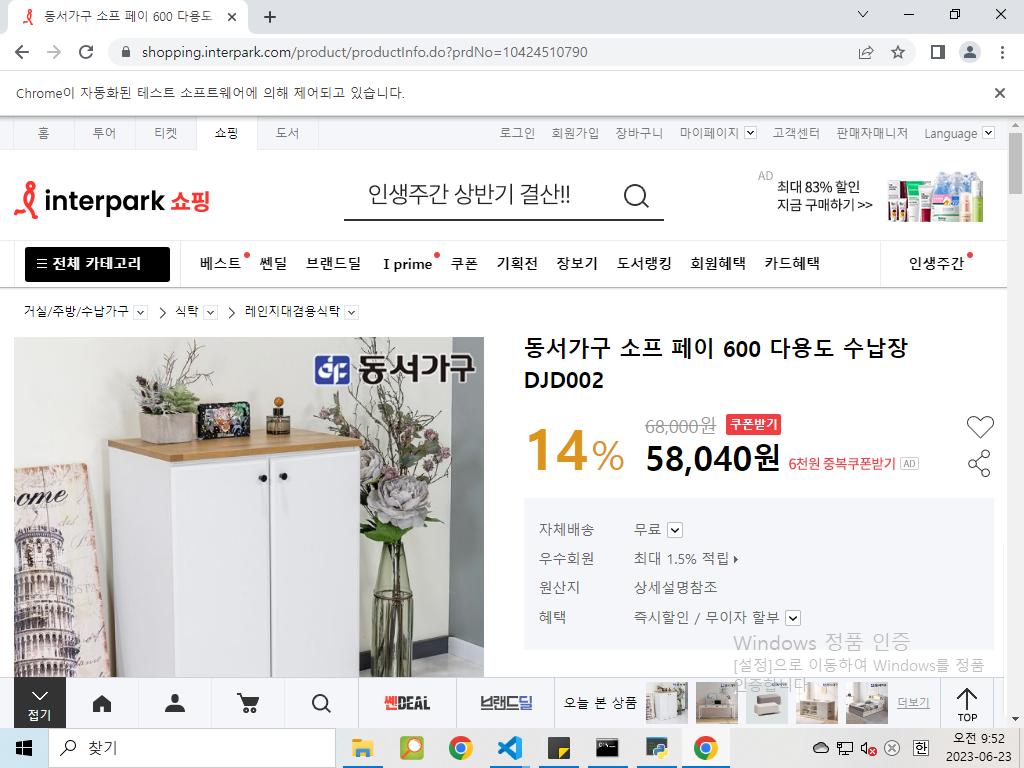 동서가구 소프 페이 600 다용도
shopping.interpark.com/product/productInfo.do?prdNo=10424510790
Chrome이 자동화된 테스트 소프트웨어에 의해 제어되고 있습니다.
홈 투어 티켓 쇼핑 도서 로그인 회원가입 장바구니 마이페이지 고객센터 판매자매니저 Language
interpark 쇼핑
인생주간 상반기 결산!!
AD
최대 83% 할인
지금 구매하기 >>
전체 카테고리 베스트 쎈딜 브랜드딜 I prime 쿠폰 기획전 장보기 도서랭킹 회원혜택 카드혜택 인생주간
거실/주방/수납가구 식탁 레인지대겸용식탁
동서가구
ome
동서가구 소프 페이 600 다용도 수납장
DJD002
14%
68,000원 쿠폰받기
58,040원 6천원 중복쿠폰받기 AD
자체배송 무료
우수회원 최대 1.5% 적립
원산지 상세설명참조
혜택 즉시할인 / 무이자 할부
Windows 정품 인증
[설정]으로 이동하여 Windows를 정품
인증합니다.
접기
쎈DEAL
브랜드딜
오늘 본 상품
더보기
TOP
찾기
한
오전 9:52
2023-06-23